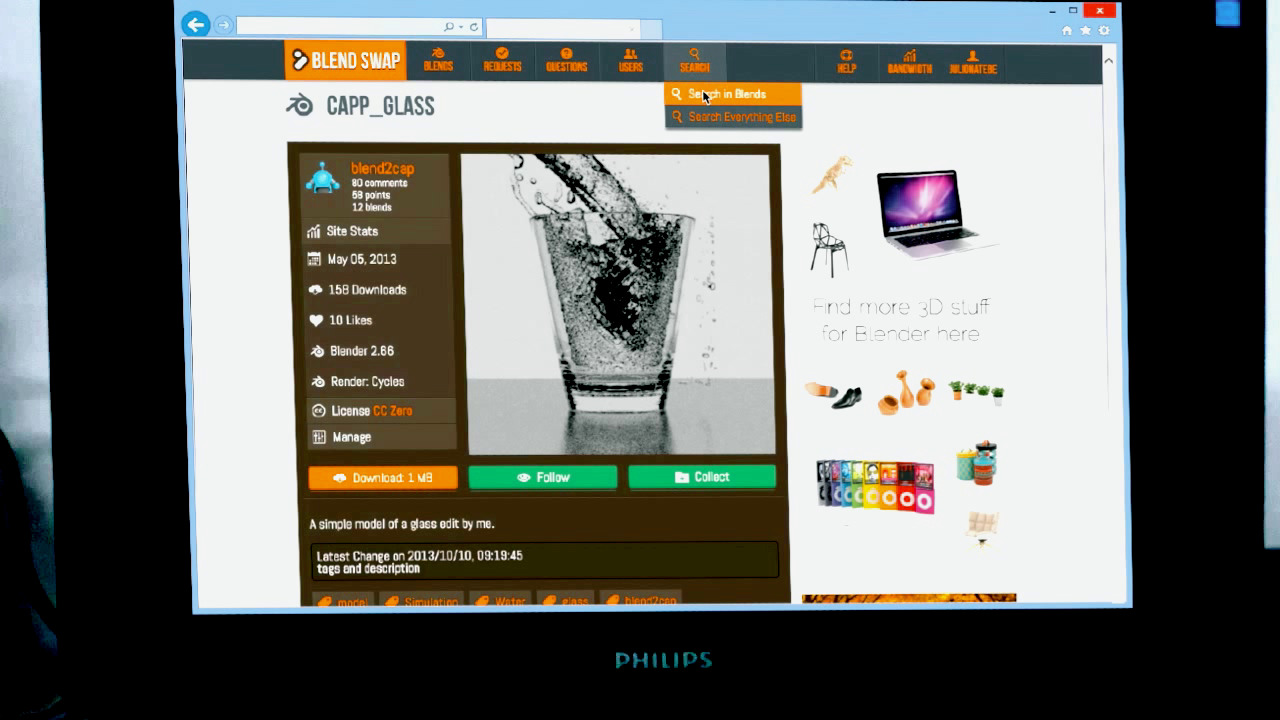 BLEND SWAP
BLENDS
REQUESTS
QUESTIONS
USERS
SEARCH
HELP
BANDWIDTH
JULIOMATEBE
Search in Blends
Search Everything Else
CAPP_GLASS
blend2cap
80 comments
58 points
12 blends
Site Stats
May 05, 2013
158 Downloads
10 Likes
Blender 2.66
Render: Cycles
License CC Zero
Manage
Download: 1 MB
Follow
Collect
A simple model of a glass edit by me.
Latest Change on 2013/10/10, 09:19:45
tags and description
model
Simulation
Water
glass
blend2cap
Find more 3D stuff
for Blender here
PHILIPS